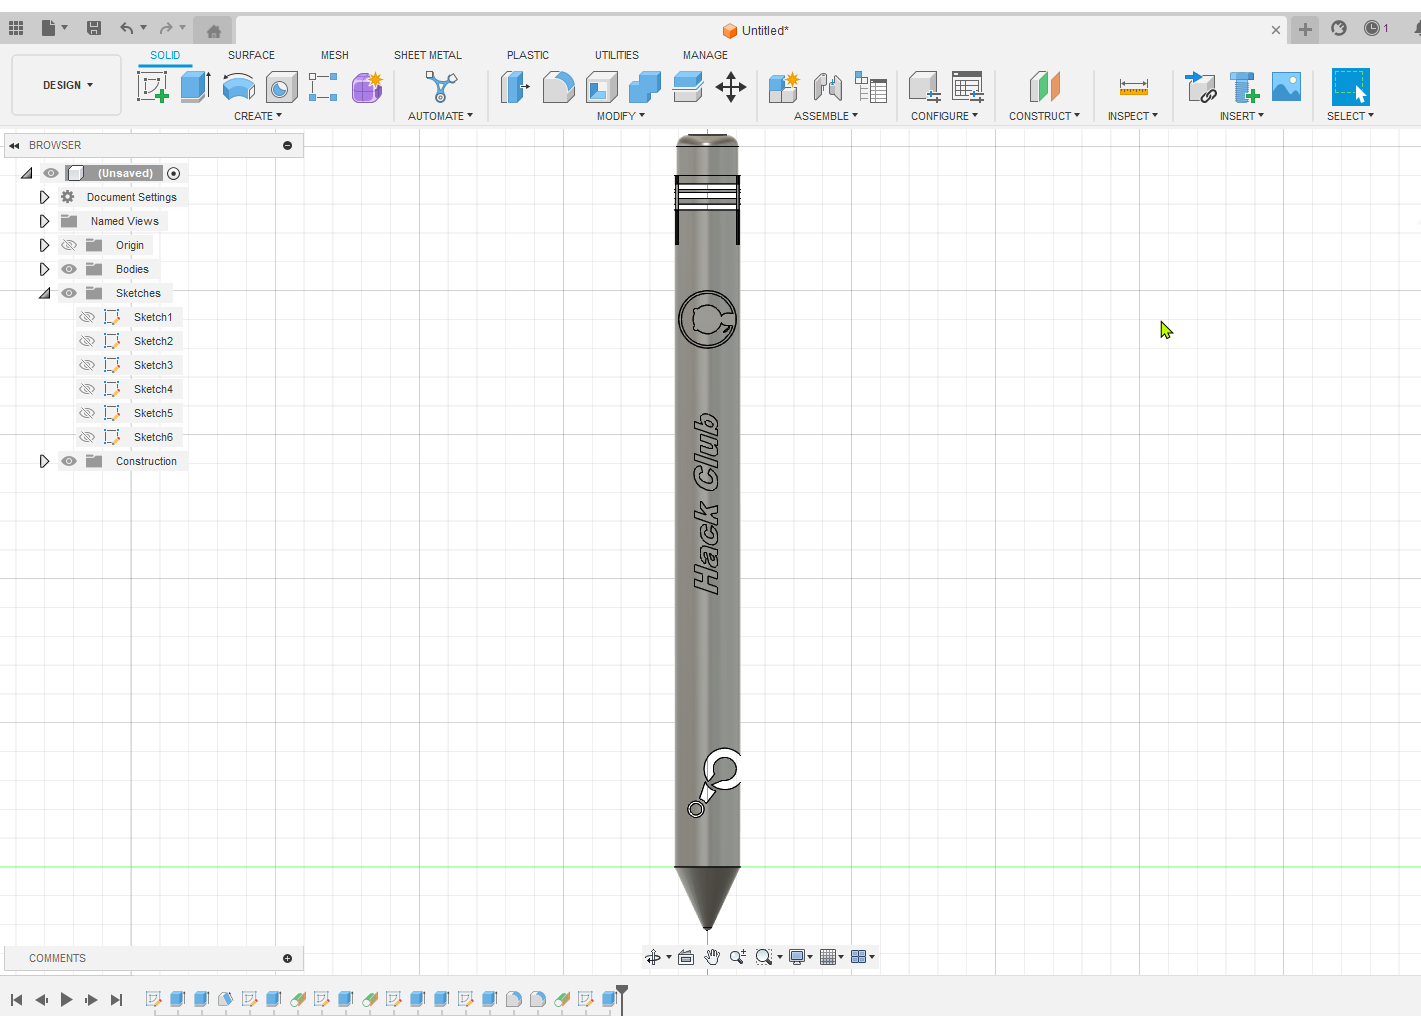 Untitled*
1
DESIGN
SOLID
SURFACE
MESH
SHEET METAL
PLASTIC
UTILITIES
MANAGE
CREATE
AUTOMATE
MODIFY
ASSEMBLE
CONFIGURE
CONSTRUCT
INSPECT
INSERT
SELECT
BROWSER
(Unsaved)
Document Settings
Named Views
Origin
Bodies
Sketches
Sketch1
Sketch2
Sketch3
Sketch4
Sketch5
Sketch6
Construction
Hack Club
COMMENTS